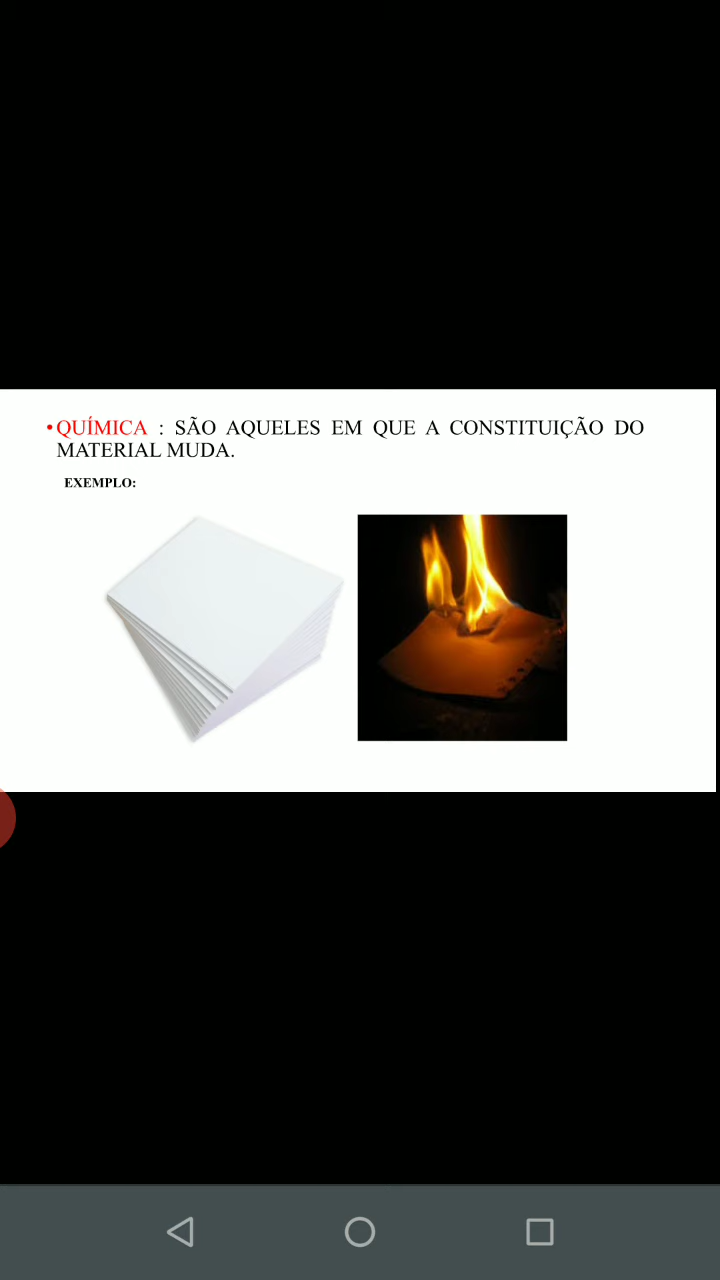 •QUÍMICA : SÃO AQUELES EM QUE A CONSTITUIÇÃO DO
MATERIAL MUDA.
EXEMPLO: